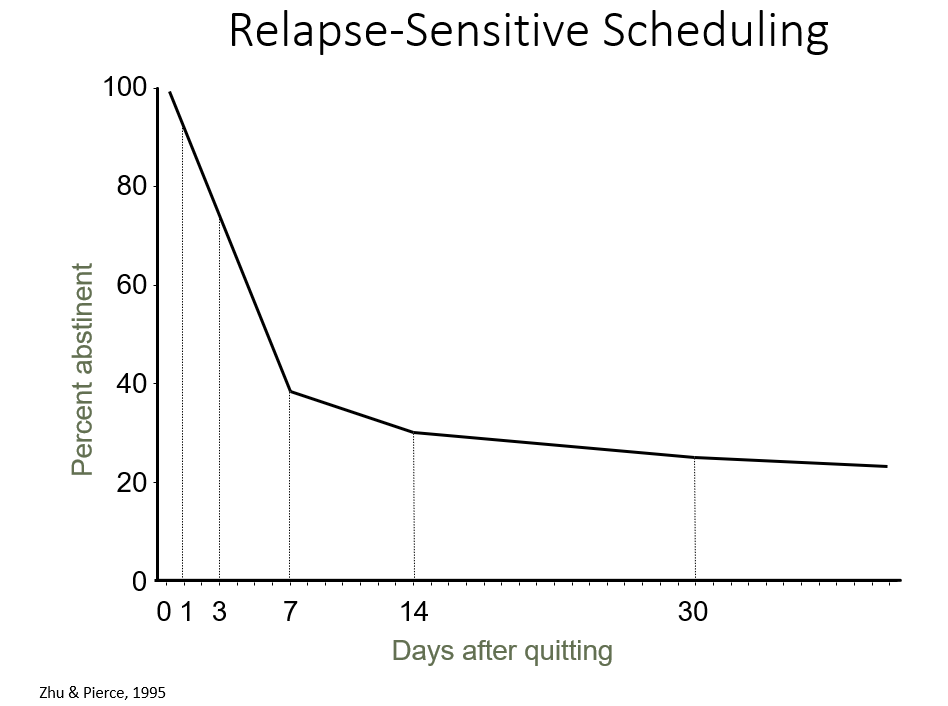 Relapse-Sensitive Scheduling
100
80
60
40
20
0
Percent abstinent
0 1 3 7 14 30
Days after quitting
Zhu & Pierce, 1995